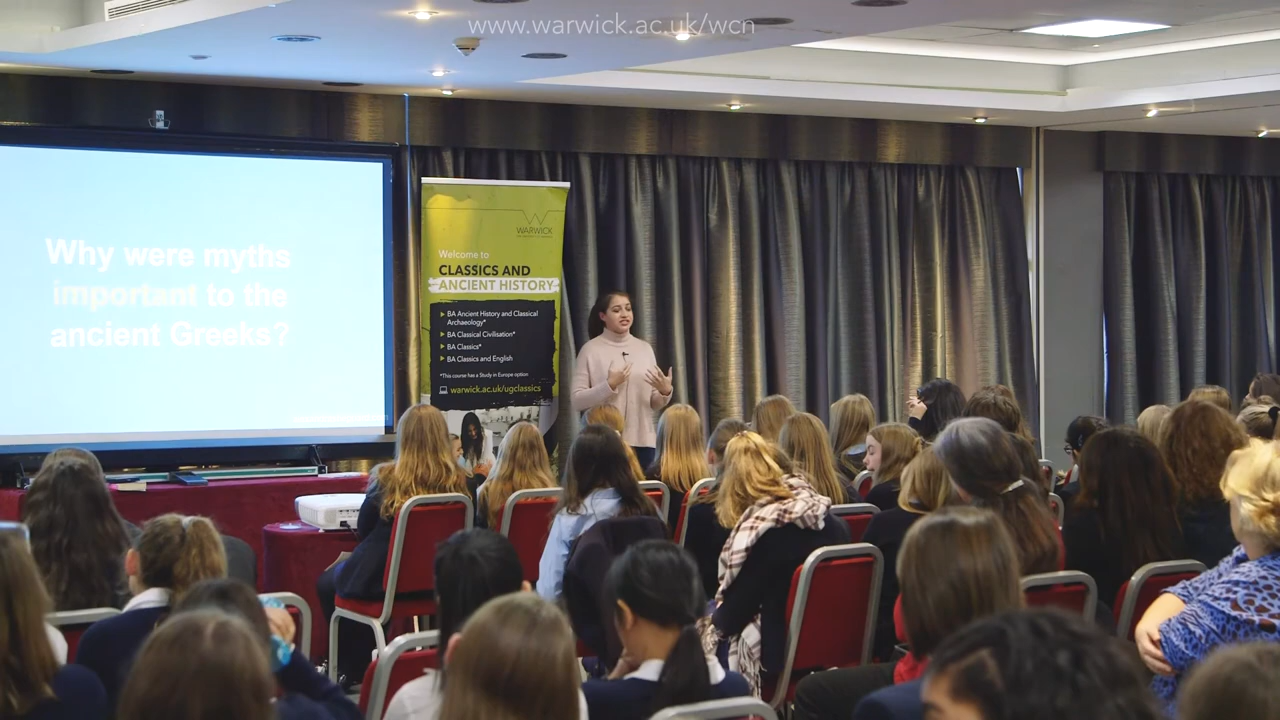 www.warwick.ac.uk/wcn
Why were myths
important to the
ancient Greeks?
WARWICK
Welcome to
CLASSICS AND
ANCIENT HISTORY
BA Ancient History and Classical
Archaeology*
BA Classical Civilisation*
BA Classics*
BA Classics and English
*This course has a Study in Europe option
warwick.ac.uk/ugclassics